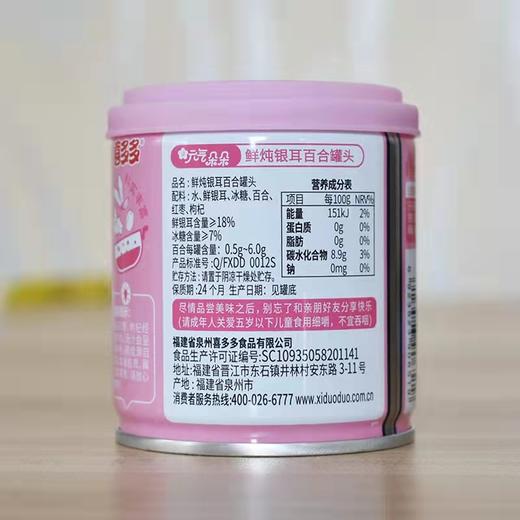 喜多多
元气朵朵 鲜炖银耳百合罐头
品名:鲜炖银耳百合罐头
配料:水、鲜银耳、冰糖、百合、
红枣、枸杞
鲜银耳含量≥18%
冰糖含量≥7%
百合每罐含量:0.5g~6.0g
产品标准号:Q/FXDD 0012S
贮存方法:请置于阴凉干燥处贮存。
保质期:24个月 生产日期:见罐底
营养成分表
项目 每100g NRV%
能量 151kJ 2%
蛋白质 0g 0%
脂肪 0g 0%
碳水化合物 8.9g 3%
钠 0mg 0%
尽情品尝美味之后,别忘了和亲朋好友分享快乐
(请成年人关爱五岁以下儿童食用细嚼,不宜吞咽)
福建省泉州喜多多食品有限公司
食品生产许可证编号:SC10935058201141
地址:福建省晋江市东石镇井林村安东路 3-11号
产地:福建省泉州市
消费者服务热线:400-026-6777 www.xiduoduo.com.cn